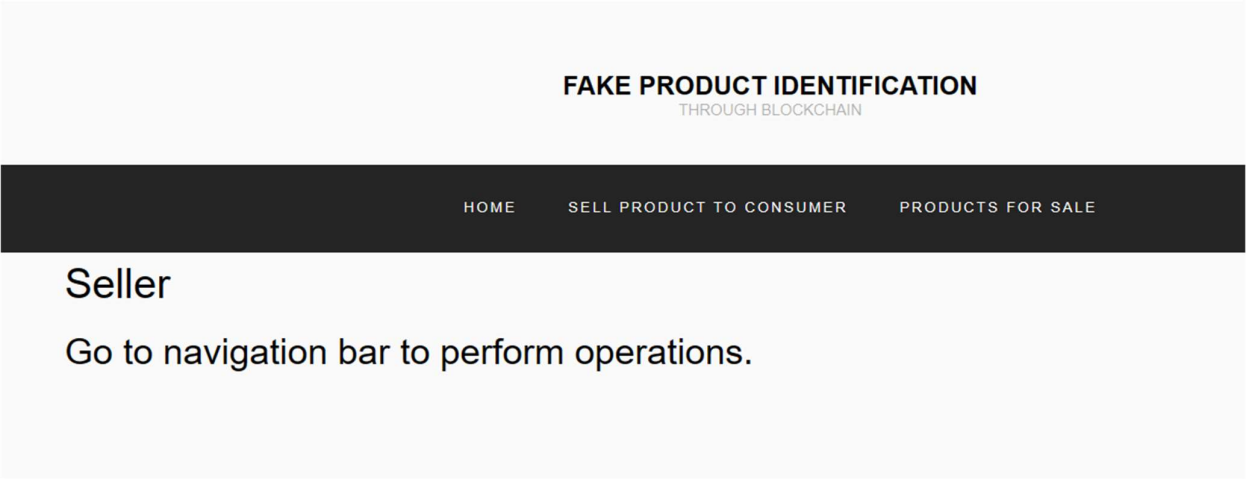 FAKE PRODUCT IDENTIFICATION
THROUGH BLOCKCHAIN
HOME SELL PRODUCT TO CONSUMER PRODUCTS FOR SALE
Seller
Go to navigation bar to perform operations.